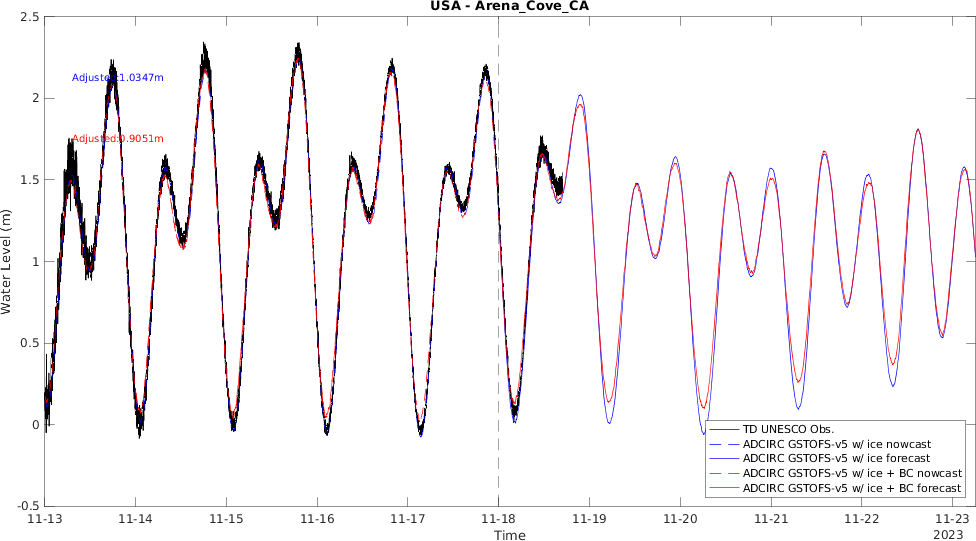 USA - Arena_Cove_CA
2.5
2
1.5
1
0.5
0
-0.5
Water Level (m)
Adjusted:1.0347m
Adjusted:0.9051m
TD UNESCO Obs.
ADCIRC GSTOFS-v5 w/ ice nowcast
ADCIRC GSTOFS-v5 w/ ice forecast
ADCIRC GSTOFS-v5 w/ ice + BC nowcast
ADCIRC GSTOFS-v5 w/ ice + BC forecast
11-13 11-14 11-15 11-16 11-17 11-18 11-19 11-20 11-21 11-22 11-23
Time
2023